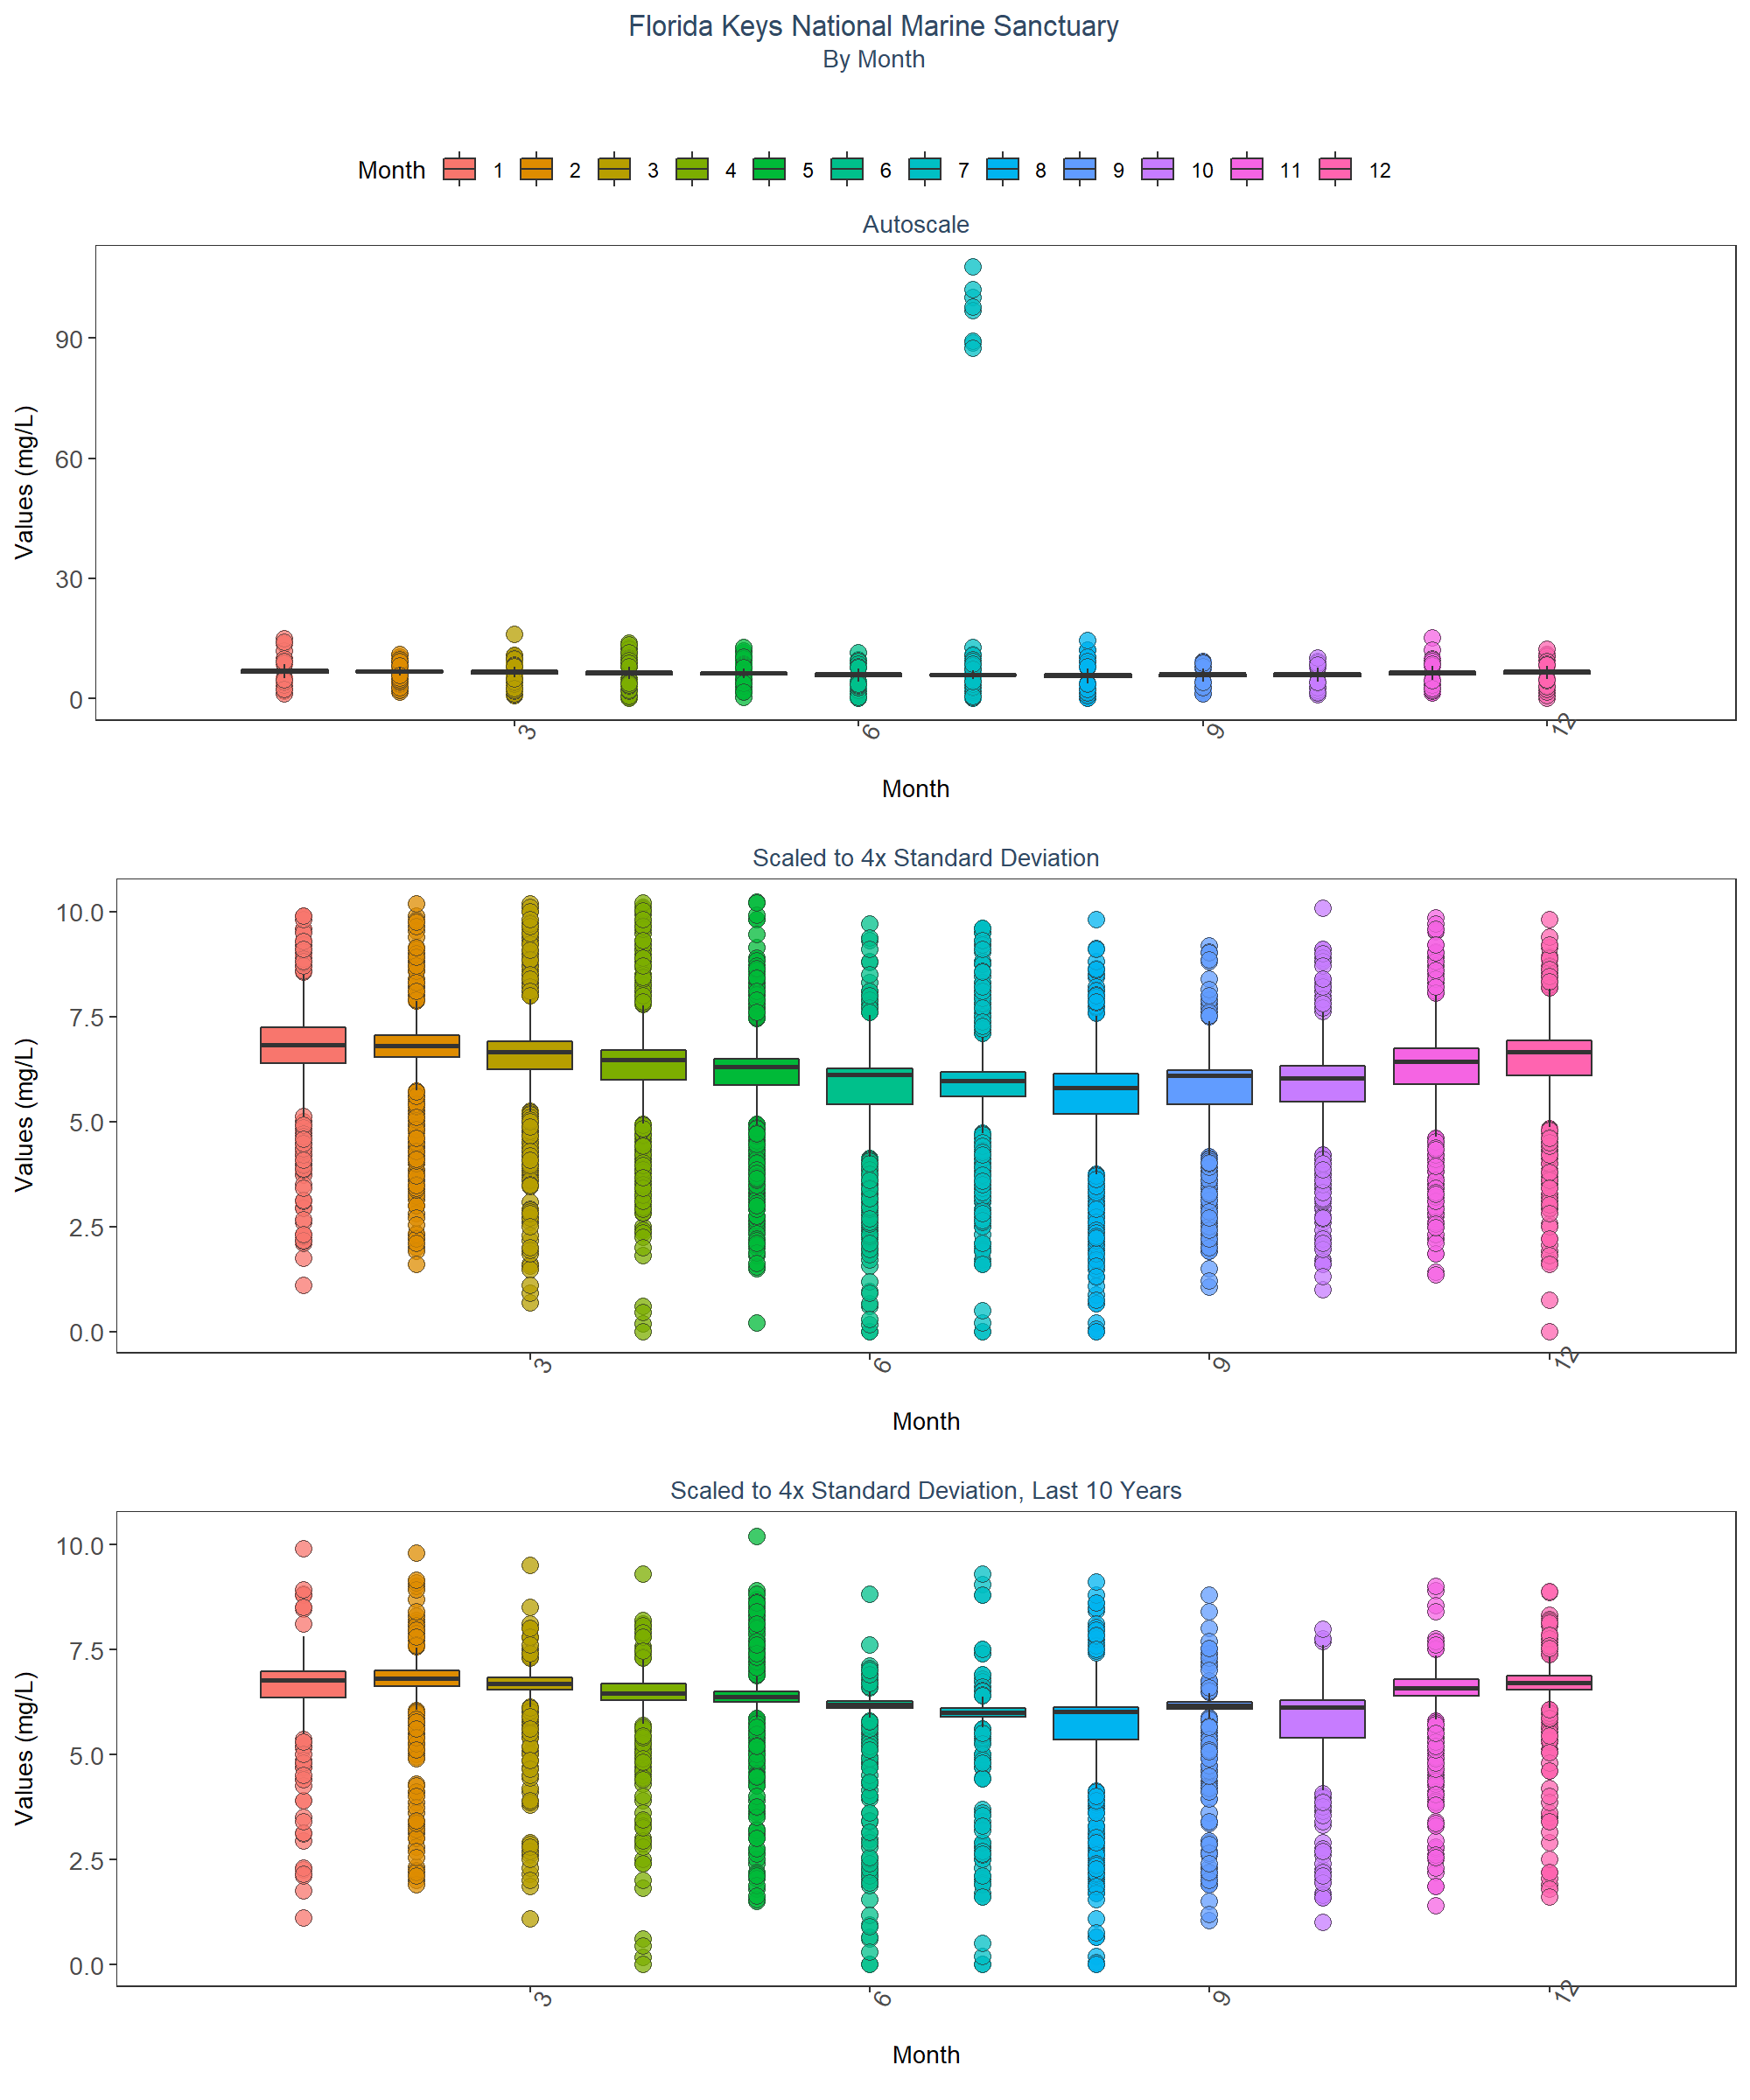 Florida Keys National Marine Sanctuary
By Month
Month 1 2 3 4 5 6 7 8 9 10 11 12
Autoscale
Values (mg/L)
90
60
30
0
3 6 9 12
Month
Scaled to 4x Standard Deviation
Values (mg/L)
10.0
7.5
5.0
2.5
0.0
3 6 9 12
Month
Scaled to 4x Standard Deviation, Last 10 Years
Values (mg/L)
10.0
7.5
5.0
2.5
0.0
3 6 9 12
Month